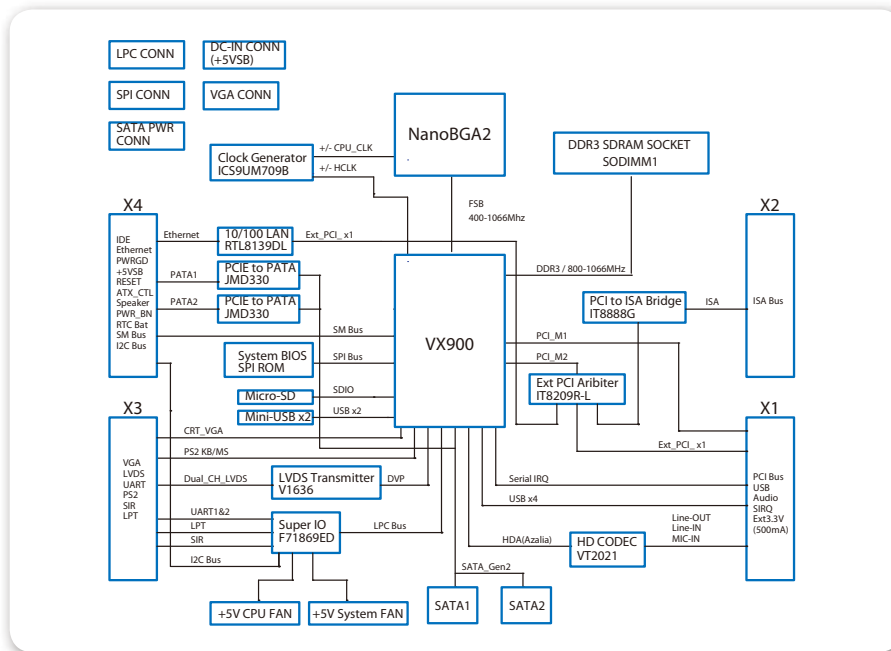 LPC CONN
DC-IN CONN
(+5VSB)
SPI CONN
VGA CONN
SATA PWR
CONN
NanoBGA2
DDR3 SDRAM SOCKET
SODIMM1
Clock Generator
ICS9UM709B
+/- CPU_CLK
+/- HCLK
FSB
400-1066Mhz
X4
IDE
Ethernet
PWRGD
+5VSB
RESET
ATX_CTL
Speaker
PWR_BN
RTC Bat
SM Bus
I2C Bus
Ethernet
10/100 LAN
RTL8139DL
Ext_PCI_ x1
PATA1
PCIE to PATA
JMD330
PATA2
PCIE to PATA
JMD330
SM Bus
System BIOS
SPI ROM
SPI Bus
Micro-SD
SDIO
Mini-USB x2
USB x2
VX900
DDR3 / 800-1066MHz
PCI to ISA Bridge
IT8888G
ISA
X2
ISA Bus
PCI_M1
PCI_M2
Ext PCI Aribiter
IT8209R-L
Ext_PCI_ x1
X3
VGA
LVDS
UART
PS2
SIR
LPT
CRT_VGA
PS2 KB/MS
Dual_CH_LVDS
LVDS Transmitter
V1636
DVP
UART1&2
LPT
SIR
Super IO
F71869ED
LPC Bus
I2C Bus
+5V CPU FAN
+5V System FAN
SATA_Gen2
SATA1
SATA2
X1
PCI Bus
USB
Audio
SIRQ
Ext3.3V
(500mA)
Serial IRQ
USB x4
HDA(Azalia)
HD CODEC
VT2021
Line-OUT
Line-IN
MIC-IN